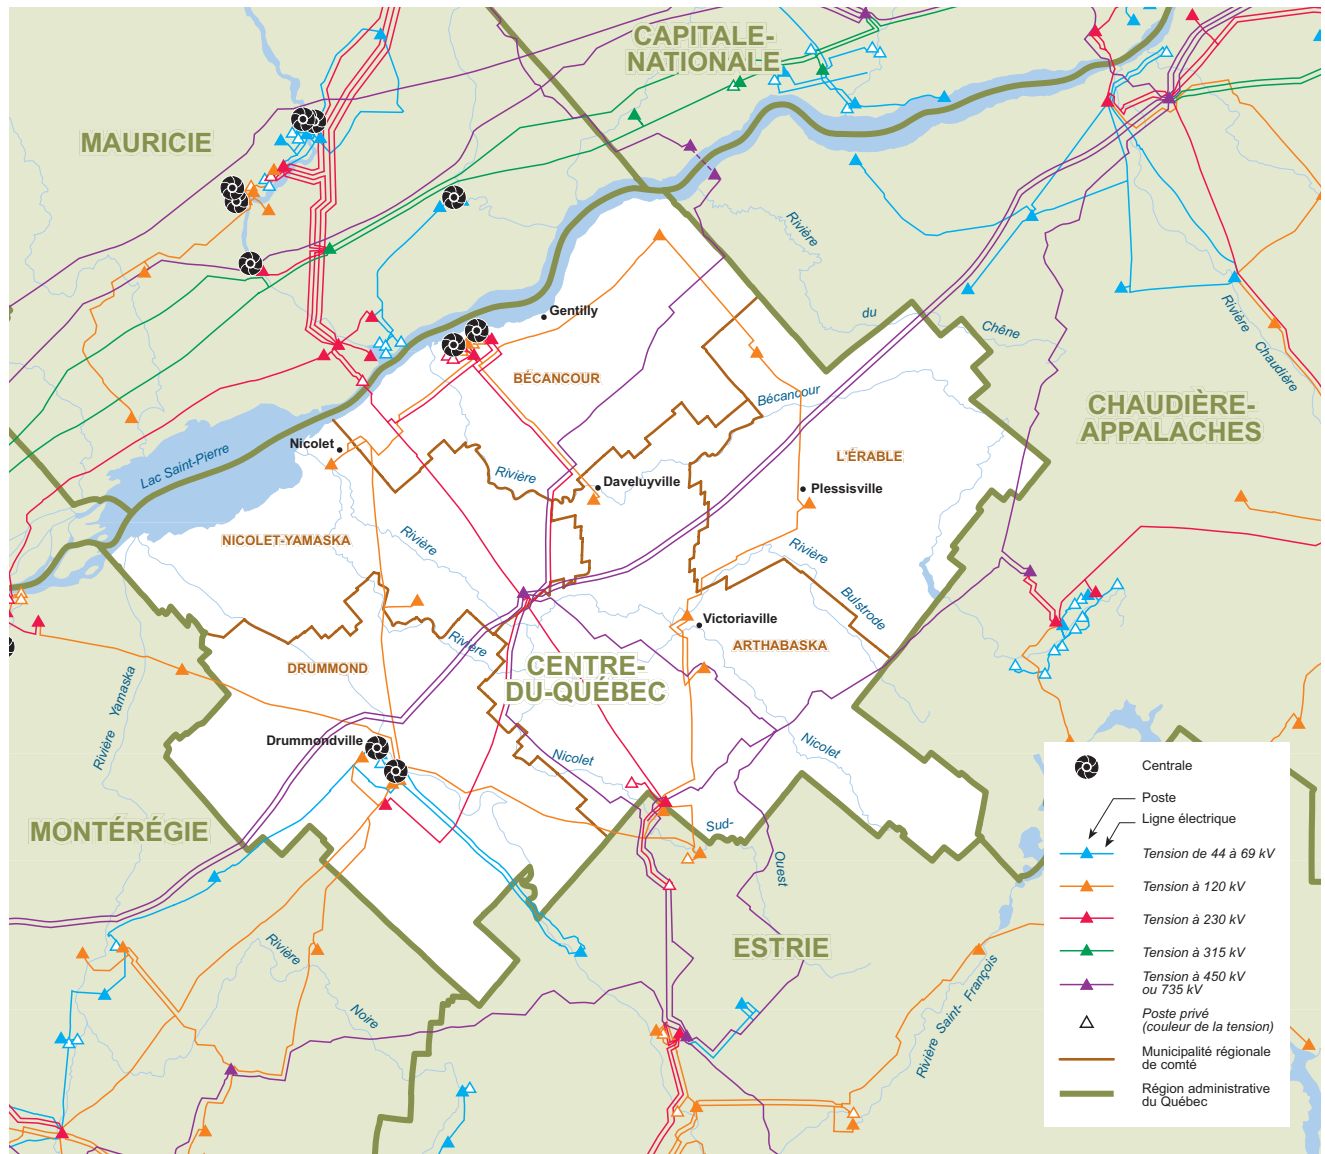 CAPITALE-
NATIONALE
MAURICIE
Rivière
du
Chêne
Gentilly
Rivière
Chaudière
BÉCANCOUR
Bécancour
CHAUDIÈRE-
APPALACHES
Nicolet
Lac Saint-Pierre
L'ÉRABLE
Rivière
Daveluyville
Plessisville
NICOLET-YAMASKA
Rivière
Rivière
Bulstrode
Victoriaville
Rivière
ARTHABASKA
DRUMMOND
CENTRE-
DU-QUÉBEC
Rivière Yamaska
Drummondville
Nicolet
Nicolet
Sud-
Ouest
MONTÉRÉGIE
ESTRIE
Rivière
Noire
Rivière Saint- François
Centrale
Poste
Ligne électrique
Tension de 44 à 69 kV
Tension à 120 kV
Tension à 230 kV
Tension à 315 kV
Tension à 450 kV
ou 735 kV
Poste privé
(couleur de la tension)
Municipalité régionale
de comté
Région administrative
du Québec